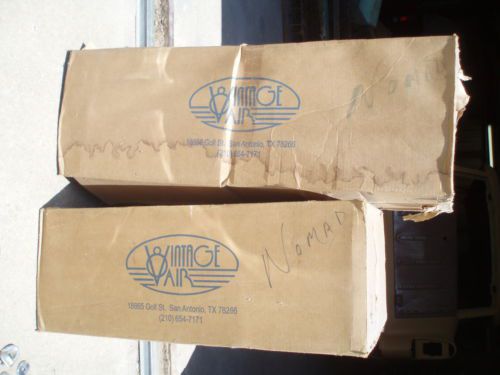 VINTAGE
AIR
18865 Goll St. San Antonio, TX 78266
(210) 654-7171
NOMAD
VINTAGE
AIR
18865 Goll St. San Antonio, TX 78266
(210) 654-7171
NOMAD